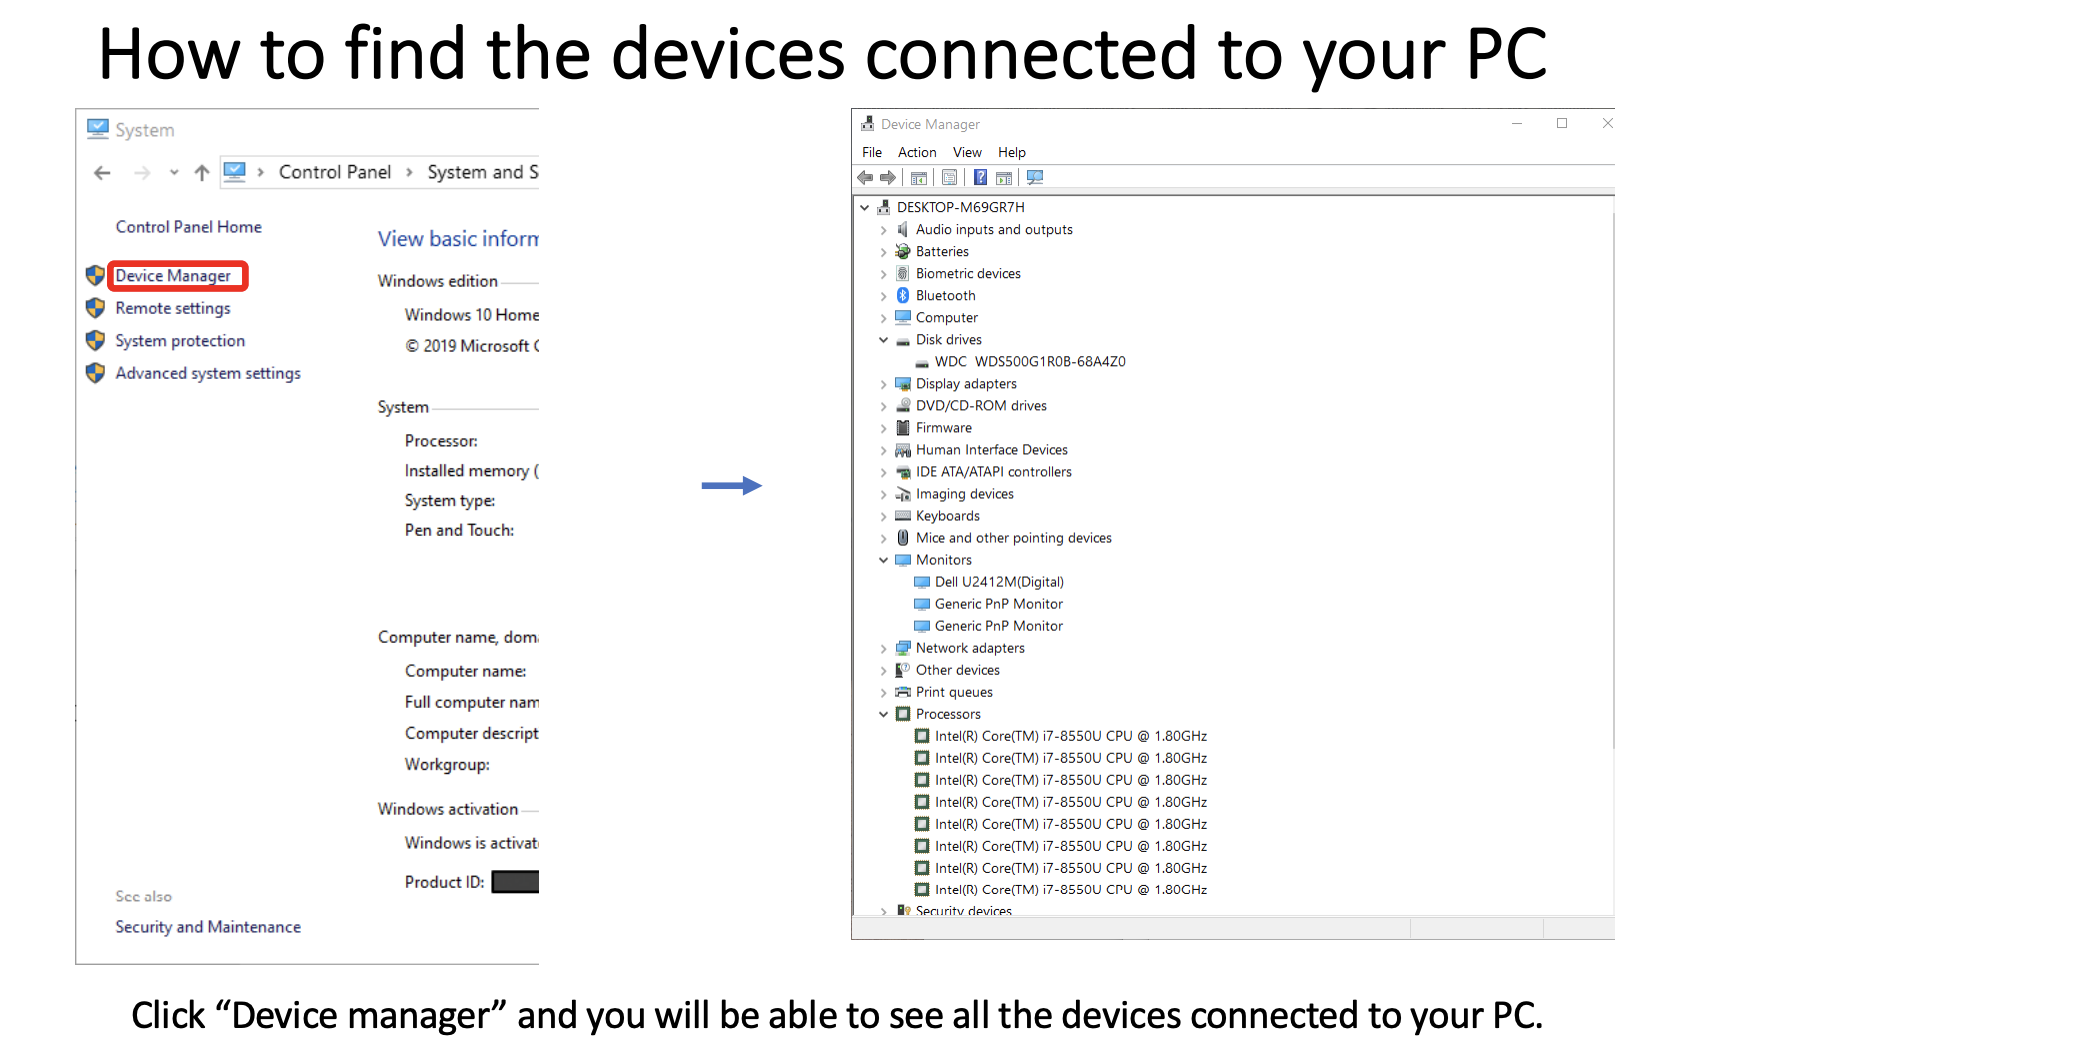 How to find the devices connected to your PC
System
Control Panel > System and S
Control Panel Home
Device Manager
Remote settings
System protection
Advanced system settings
See also
Security and Maintenance
View basic inform
Windows edition
Windows 10 Home
© 2019 Microsoft C
System
Processor:
Installed memory (
System type:
Pen and Touch:
Computer name, doma
Computer name:
Full computer nam
Computer descript
Workgroup:
Windows activation
Windows is activat
Product ID:
Device Manager
File Action View Help
DESKTOP-M69GR7H
Audio inputs and outputs
Batteries
Biometric devices
Bluetooth
Computer
Disk drives
WDC WDS500G1R0B-68A4Z0
Display adapters
DVD/CD-ROM drives
Firmware
Human Interface Devices
IDE ATA/ATAPI controllers
Imaging devices
Keyboards
Mice and other pointing devices
Monitors
Dell U2412M(Digital)
Generic PnP Monitor
Generic PnP Monitor
Network adapters
Other devices
Print queues
Processors
Intel(R) Core(TM) i7-8550U CPU @ 1.80GHz
Intel(R) Core(TM) i7-8550U CPU @ 1.80GHz
Intel(R) Core(TM) i7-8550U CPU @ 1.80GHz
Intel(R) Core(TM) i7-8550U CPU @ 1.80GHz
Intel(R) Core(TM) i7-8550U CPU @ 1.80GHz
Intel(R) Core(TM) i7-8550U CPU @ 1.80GHz
Intel(R) Core(TM) i7-8550U CPU @ 1.80GHz
Intel(R) Core(TM) i7-8550U CPU @ 1.80GHz
Security devices
Click “Device manager” and you will be able to see all the devices connected to your PC.